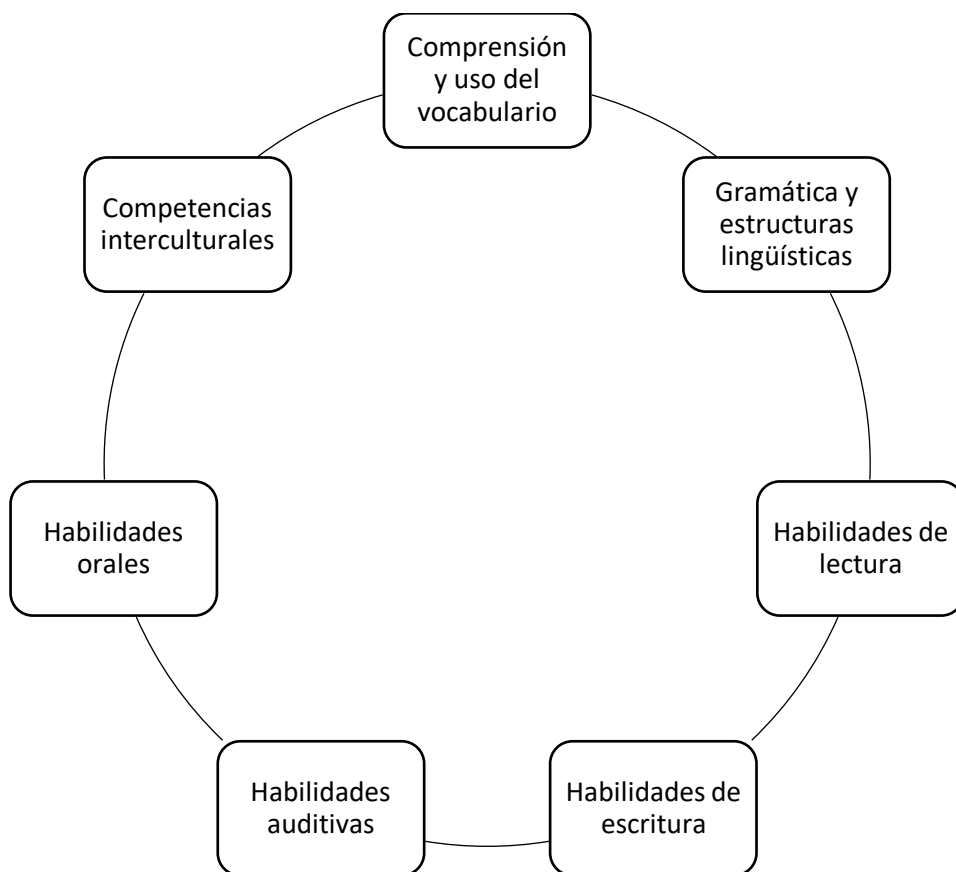 Comprensión
y uso del
vocabulario
Gramática y
estructuras
lingüísticas
Habilidades de
lectura
Habilidades de
escritura
Habilidades
auditivas
Habilidades
orales
Competencias
interculturales